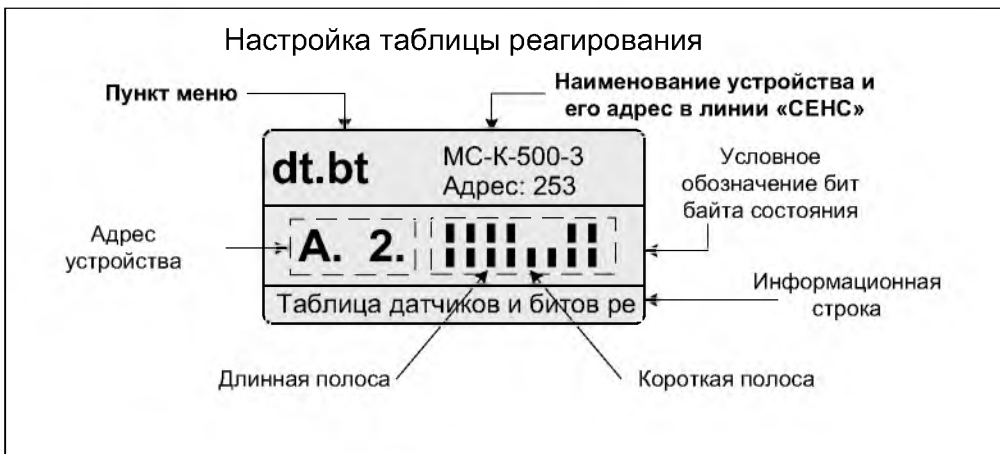 Настройка таблицы реагирования
Пункт меню
Наименование устройства и
его адрес в линии «СЕНС»
dt.bt
МС-К-500-3
Адрес: 253
Условное
обозначение бит
байта состояния
Адрес
устройства
А. 2.
Информационная
строка
Таблица датчиков и битов ре
Длинная полоса
Короткая полоса